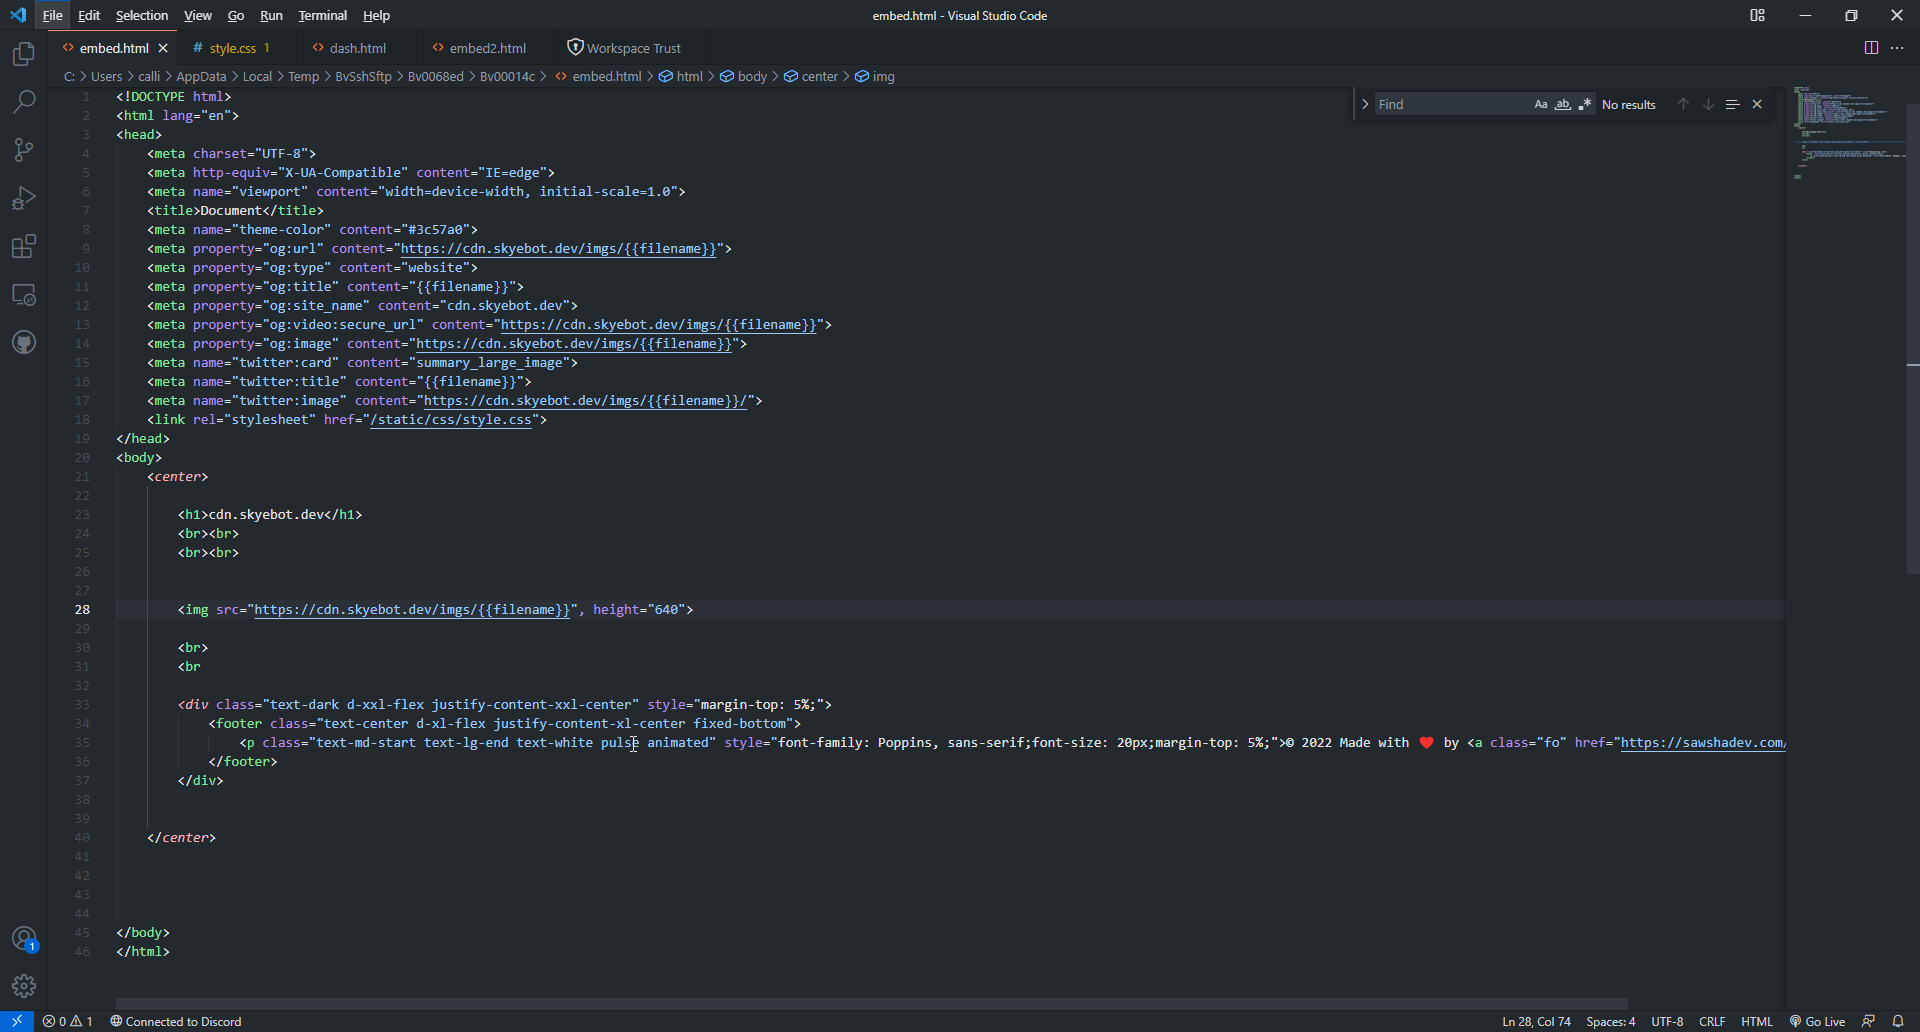 File Edit Selection View Go Run Terminal Help
embed.html - Visual Studio Code
embed.html
# style.css 1
dash.html
embed2.html
Workspace Trust
C: > Users > calli > AppData > Local > Temp > BvSshSftp > Bv0068ed > Bv00014c > embed.html > html > body > center > img
Find Aa ab .* No results
1 <!DOCTYPE html>
2 <html lang="en">
3 <head>
4 <meta charset="UTF-8">
5 <meta http-equiv="X-UA-Compatible" content="IE=edge">
6 <meta name="viewport" content="width=device-width, initial-scale=1.0">
7 <title>Document</title>
8 <meta name="theme-color" content="#3c57a0">
9 <meta property="og:url" content="https://cdn.skyebot.dev/imgs/{{filename}}">
10 <meta property="og:type" content="website">
11 <meta property="og:title" content="{{filename}}">
12 <meta property="og:site_name" content="cdn.skyebot.dev">
13 <meta property="og:video:secure_url" content="https://cdn.skyebot.dev/imgs/{{filename}}">
14 <meta property="og:image" content="https://cdn.skyebot.dev/imgs/{{filename}}">
15 <meta name="twitter:card" content="summary_large_image">
16 <meta name="twitter:title" content="{{filename}}">
17 <meta name="twitter:image" content="https://cdn.skyebot.dev/imgs/{{filename}}/">
18 <link rel="stylesheet" href="/static/css/style.css">
19 </head>
20 <body>
21 <center>
22
23 <h1>cdn.skyebot.dev</h1>
24 <br><br>
25 <br><br>
26
27
28 <img src="https://cdn.skyebot.dev/imgs/{{filename}}", height="640">
29
30 <br>
31 <br
32
33 <div class="text-dark d-xxl-flex justify-content-xxl-center" style="margin-top: 5%;">
34 <footer class="text-center d-xl-flex justify-content-xl-center fixed-bottom">
35 <p class="text-md-start text-lg-end text-white pulse animated" style="font-family: Poppins, sans-serif;font-size: 20px;margin-top: 5%;">© 2022 Made with ❤️ by <a class="fo" href="https://sawshadev.com/
36 </footer>
37 </div>
38
39
40 </center>
41
42
43
44
45 </body>
46 </html>
1
0 1 Connected to Discord
Ln 28, Col 74 Spaces: 4 UTF-8 CRLF HTML Go Live